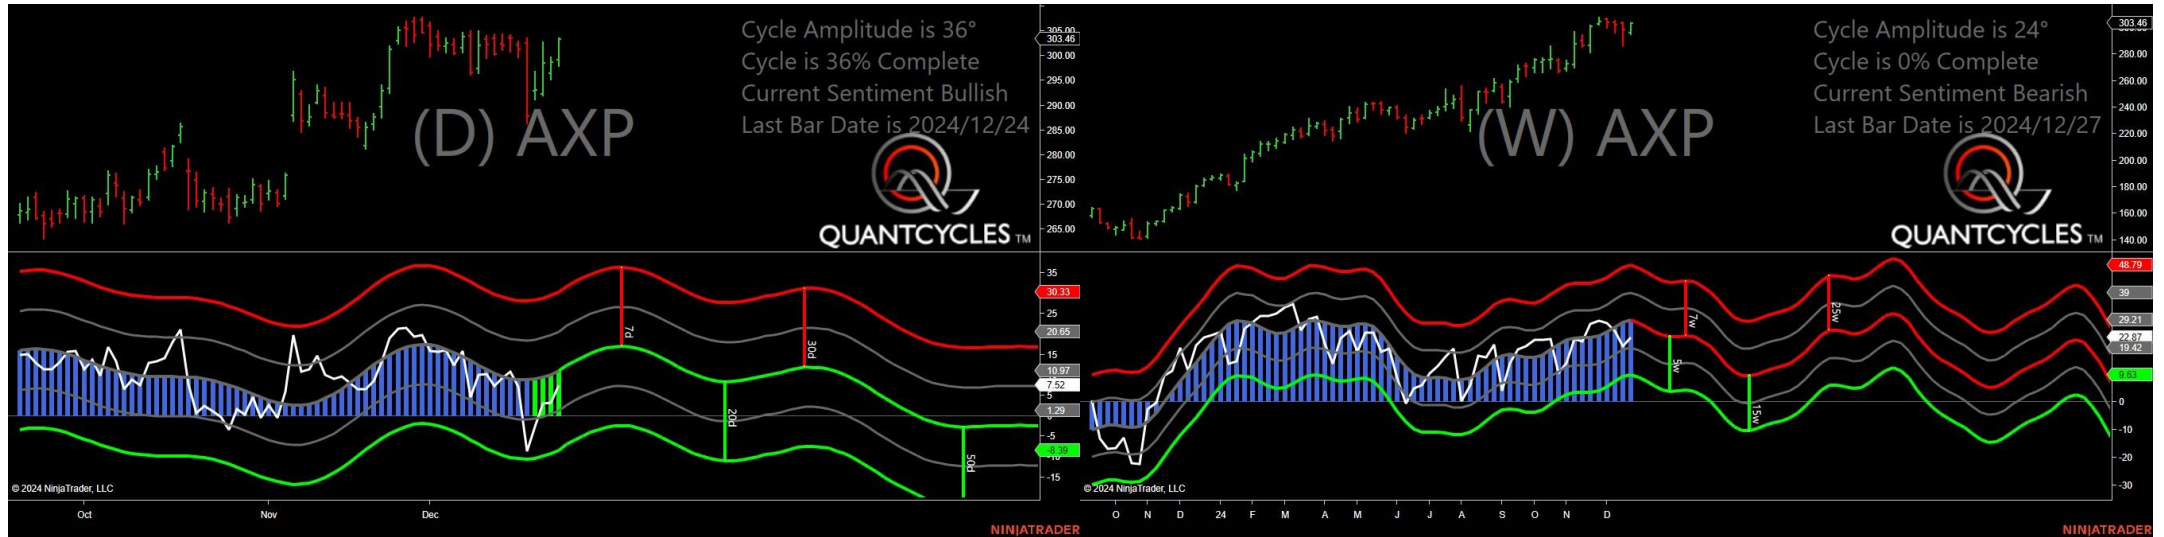 Cycle Amplitude is 36°
Cycle is 36% Complete
Current Sentiment Bullish
Last Bar Date is 2024/12/24
(D) AXP
QUANTCYCLES TM
305.00
303.46
300.00
295.00
290.00
285.00
280.00
275.00
270.00
265.00
35
30.33
25
20.65
15
10.97
7.52
5
1.29
-5
-8.39
-15
7d
20d
30d
50d
© 2024 NinjaTrader, LLC
Oct
Nov
Dec
NINJATRADER
Cycle Amplitude is 24°
Cycle is 0% Complete
Current Sentiment Bearish
Last Bar Date is 2024/12/27
(W) AXP
QUANTCYCLES TM
303.46
280.00
260.00
240.00
220.00
200.00
180.00
160.00
140.00
48.79
39
29.21
22.87
19.42
9.63
0
-10
-20
-30
5w
7w
15w
25w
© 2024 NinjaTrader, LLC
O N D 24 F M A M J J A S O N D
NINJATRADER